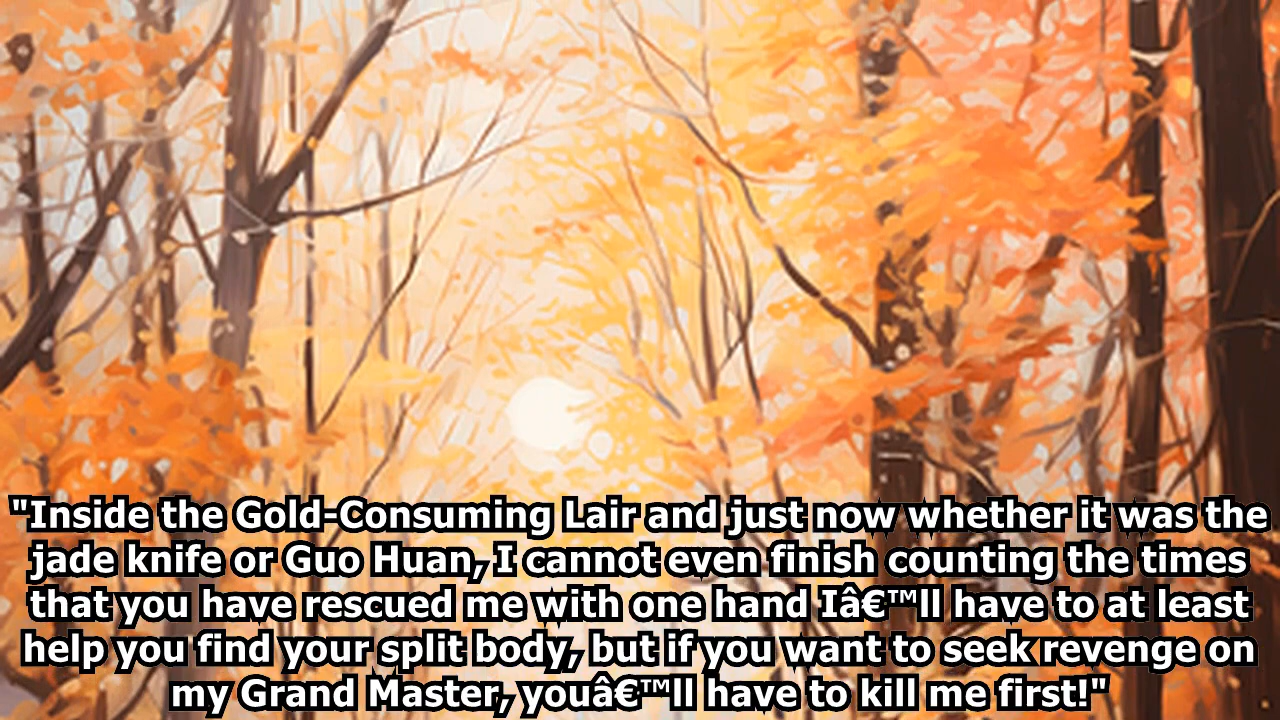 "Inside the Gold-Consuming Lair and just now whether it was the
jade knife or Guo Huan, I cannot even finish counting the times
that you have rescued me with one hand Iâ€™ll have to at least
help you find your split body, but if you want to seek revenge on
my Grand Master, youâ€™ll have to kill me first!"